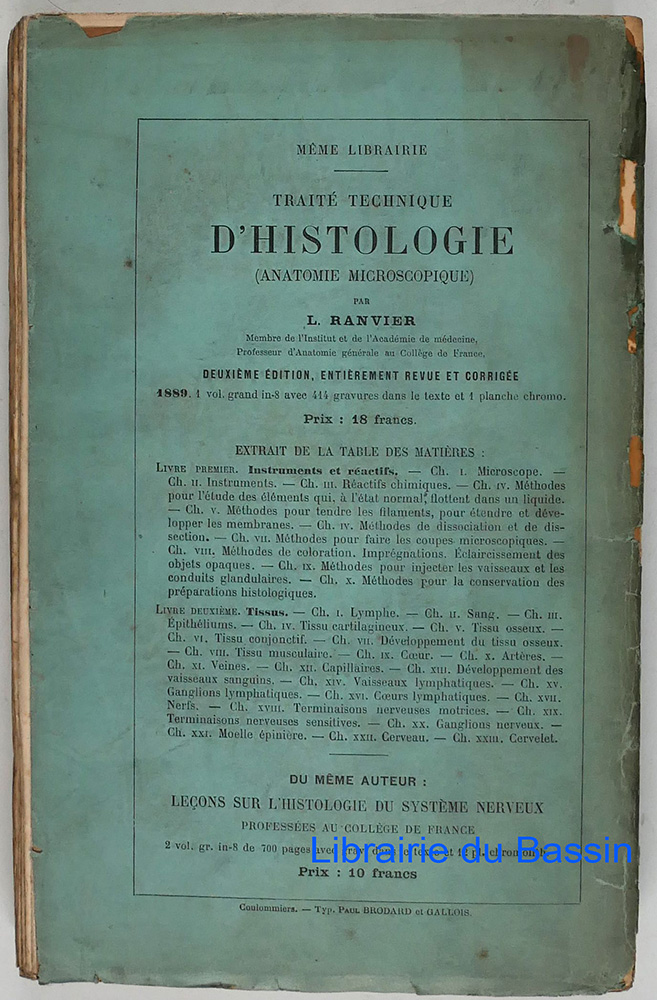 MÊME LIBRAIRIE
TRAITÉ TECHNIQUE
D'HISTOLOGIE
(ANATOMIE MICROSCOPIQUE)
PAR
L. RANVIER
Membre de l'Institut et de l'Académie de médecine,
Professeur d'Anatomie générale au Collège de France.
DEUXIÈME ÉDITION, ENTIÈREMENT REVUE ET CORRIGÉE
1889. 1 vol. grand in-8 avec 414 gravures dans le texte et 1 planche chromo.
Prix : 18 francs.
EXTRAIT DE LA TABLE DES MATIÈRES :
LIVRE PREMIER. Instruments et réactifs. — Ch. I. Microscope. —
Ch. II. Instruments. — Ch. III. Réactifs chimiques. — Ch. IV. Méthodes
pour l'étude des éléments qui, à l'état normal, flottent dans un liquide.
— Ch. V. Méthodes pour tendre les filaments, pour étendre et déve-
lopper les membranes. — Ch. IV. Méthodes de dissociation et de dis-
section. — Ch. VII. Méthodes pour faire les coupes microscopiques. —
Ch. VIII. Méthodes de coloration. Imprégnations. Éclaircissement des
objets opaques. — Ch. IX. Méthodes pour injecter les vaisseaux et les
conduits glandulaires. — Ch. X. Méthodes pour la conservation des
préparations histologiques.
LIVRE DEUXIÈME. Tissus. — Ch. I. Lymphe. — Ch. II. Sang. — Ch. III.
Épithéliums. — Ch. IV. Tissu cartilagineux. — Ch. V. Tissu osseux. —
Ch. VI. Tissu conjonctif. — Ch. VII. Développement du tissu osseux.
— Ch. VIII. Tissu musculaire. — Ch. IX. Cœur. — Ch. X. Artères. —
Ch. XI. Veines. — Ch. XII. Capillaires. — Ch. XIII. Développement des
vaisseaux sanguins. — Ch. XIV. Vaisseaux lymphatiques. — Ch. XV.
Ganglions lymphatiques. — Ch. XVI. Cœurs lymphatiques. — Ch. XVII.
Nerfs. — Ch. XVIII. Terminaisons nerveuses motrices. — Ch. XIX.
Terminaisons nerveuses sensitives. — Ch. XX. Ganglions nerveux. —
Ch. XXI. Moelle épinière. — Ch. XXII. Cerveau. — Ch. XXIII. Cervelet.
DU MÊME AUTEUR :
LEÇONS SUR L'HISTOLOGIE DU SYSTÈME NERVEUX
PROFESSÉES AU COLLÈGE DE FRANCE
2 vol. gr. in-8 de 700 pages avec grav. dans le texte et 12 pl.
Librairie du Bassin
Prix : 10 francs
Coulommiers. — Typ. PAUL BRODARD et GALLOIS.